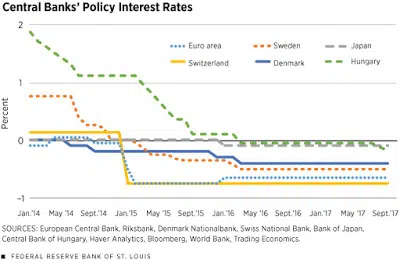 Central Banks' Policy Interest Rates
2
1
0
−1
Percent
Euro area
Sweden
Japan
Switzerland
Denmark
Hungary
Jan.'14 May '14 Sept.'14 Jan.'15 May '15 Sept.'15 Jan.'16 May '16 Sept.'16 Jan.'17 May '17 Sept.'17
SOURCES: European Central Bank, Riksbank, Denmark Nationalbank, Swiss National Bank, Bank of Japan,
Central Bank of Hungary, Haver Analytics, Bloomberg, World Bank, Trading Economics.
FEDERAL RESERVE BANK OF ST. LOUIS